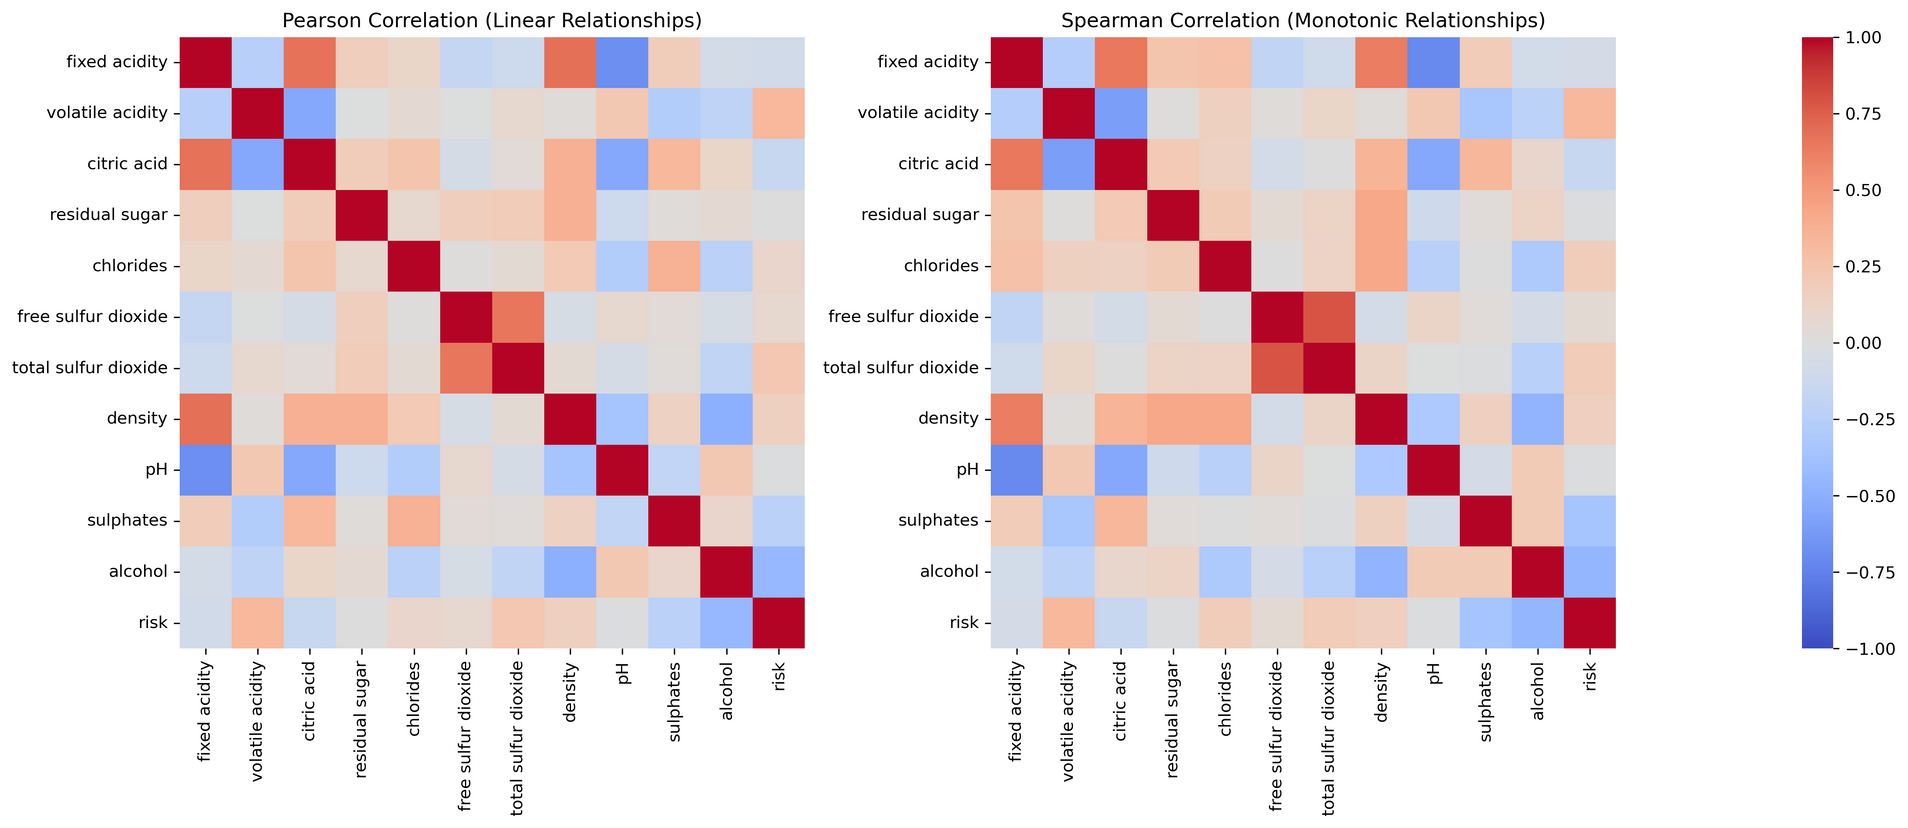 Pearson Correlation (Linear Relationships)
fixed acidity
volatile acidity
citric acid
residual sugar
chlorides
free sulfur dioxide
total sulfur dioxide
density
pH
sulphates
alcohol
risk
fixed acidity
volatile acidity
citric acid
residual sugar
chlorides
free sulfur dioxide
total sulfur dioxide
density
pH
sulphates
alcohol
risk
Spearman Correlation (Monotonic Relationships)
fixed acidity
volatile acidity
citric acid
residual sugar
chlorides
free sulfur dioxide
total sulfur dioxide
density
pH
sulphates
alcohol
risk
fixed acidity
volatile acidity
citric acid
residual sugar
chlorides
free sulfur dioxide
total sulfur dioxide
density
pH
sulphates
alcohol
risk
1.00
0.75
0.50
0.25
0.00
−0.25
−0.50
−0.75
−1.00